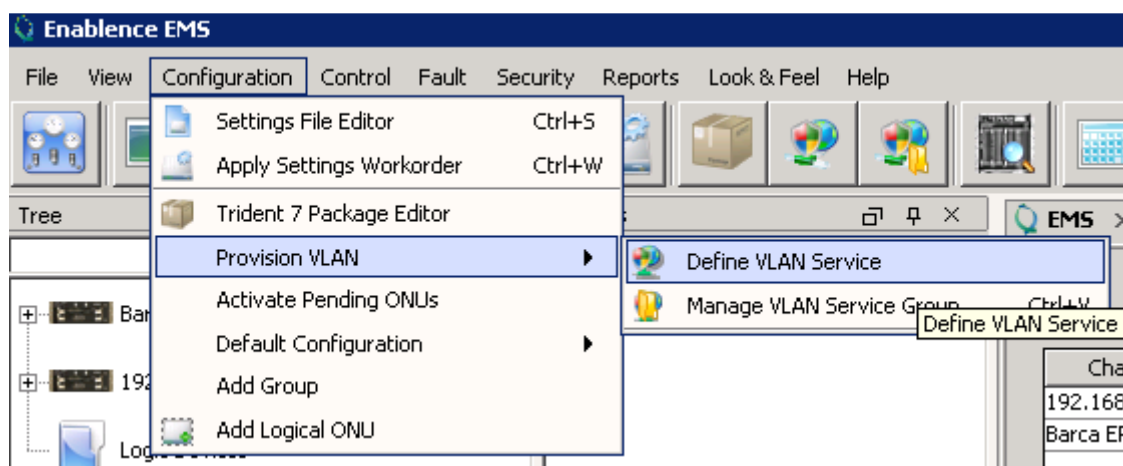 Enablence EMS
File View Configuration Control Fault Security Reports Look & Feel Help
Settings File Editor Ctrl+S
Apply Settings Workorder Ctrl+W
Tree
Trident 7 Package Editor
EMS
Provision VLAN
Define VLAN Service
Activate Pending ONUs
Manage VLAN Service Group Ctrl+V
Define VLAN Service
Default Configuration
Add Group
192.168
Add Logical ONU
Barca